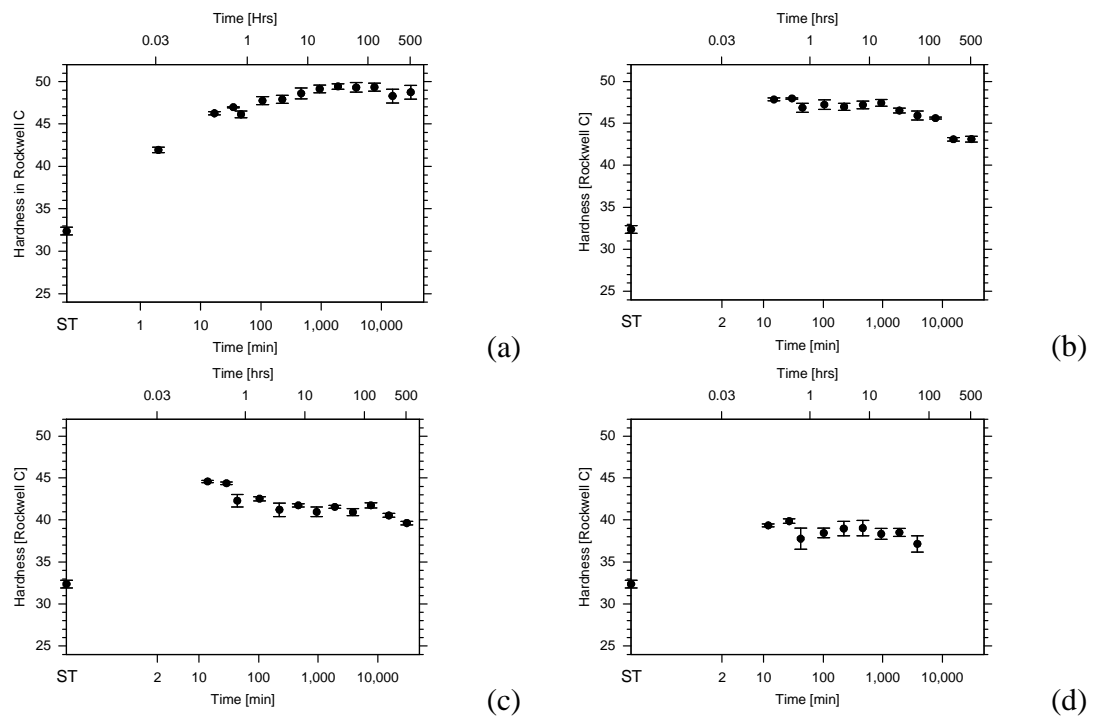 Time [Hrs]
0.03 1 10 100 500
50
45
40
35
30
25
Hardness in Rockwell C
ST 1 10 100 1,000 10,000
Time [min]
(a)
Time [hrs]
0.03 1 10 100 500
50
45
40
35
30
25
Hardness [Rockwell C]
ST 2 10 100 1,000 10,000
Time [min]
(b)
Time [hrs]
0.03 1 10 100 500
50
45
40
35
30
25
Hardness [Rockwell C]
ST 2 10 100 1,000 10,000
Time [min]
(c)
Time [hrs]
0.03 1 10 100 500
50
45
40
35
30
25
Hardness [Rockwell C]
ST 2 10 100 1,000 10,000
Time [min]
(d)